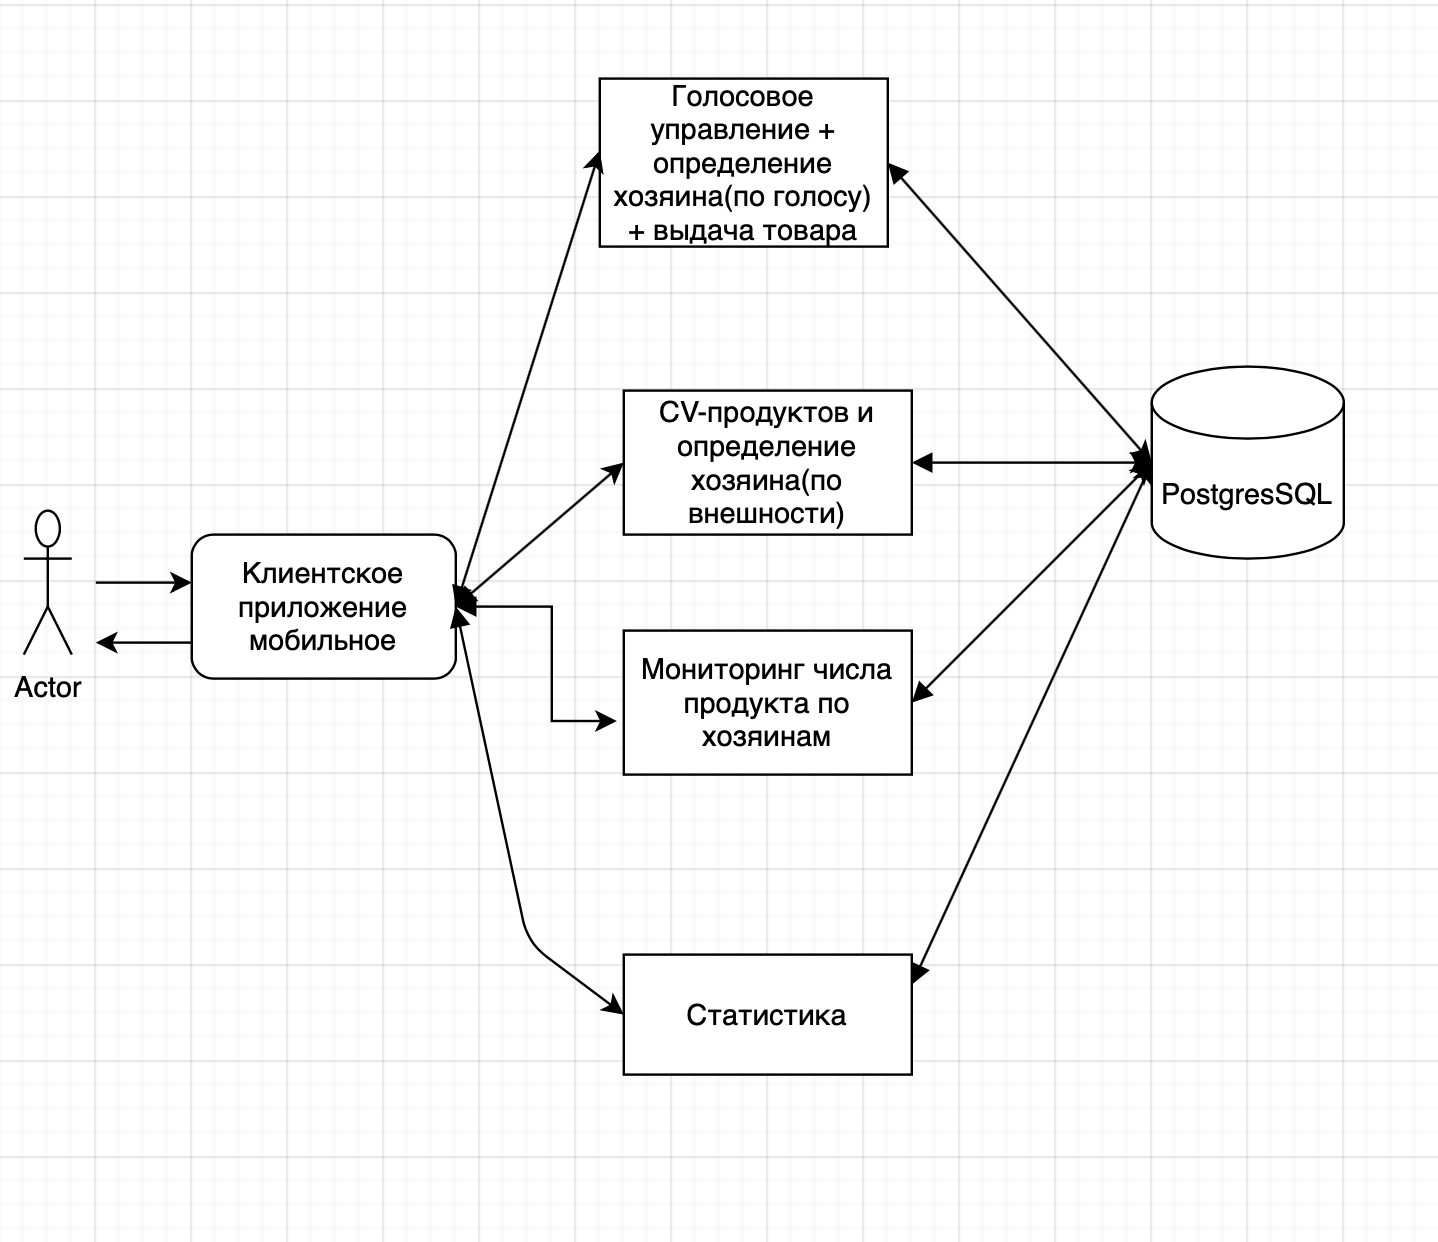 Голосовое
управление +
определение
хозяина(по голосу)
+ выдача товара
CV-продуктов и
определение
хозяина(по
внешности)
PostgresSQL
Клиентское
приложение
мобильное
Actor
Мониторинг числа
продукта по
хозяинам
Статистика